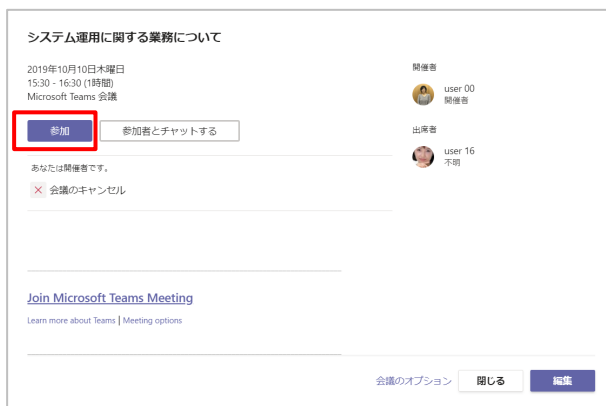 システム運用に関する業務について
2019年10月10日木曜日
15:30 - 16:30 (1時間)
Microsoft Teams 会議
参加
参加者とチャットする
あなたは開催者です。
× 会議のキャンセル
開催者
user 00
開催者
出席者
user 16
不明
Join Microsoft Teams Meeting
Learn more about Teams | Meeting options
会議のオプション
閉じる
編集